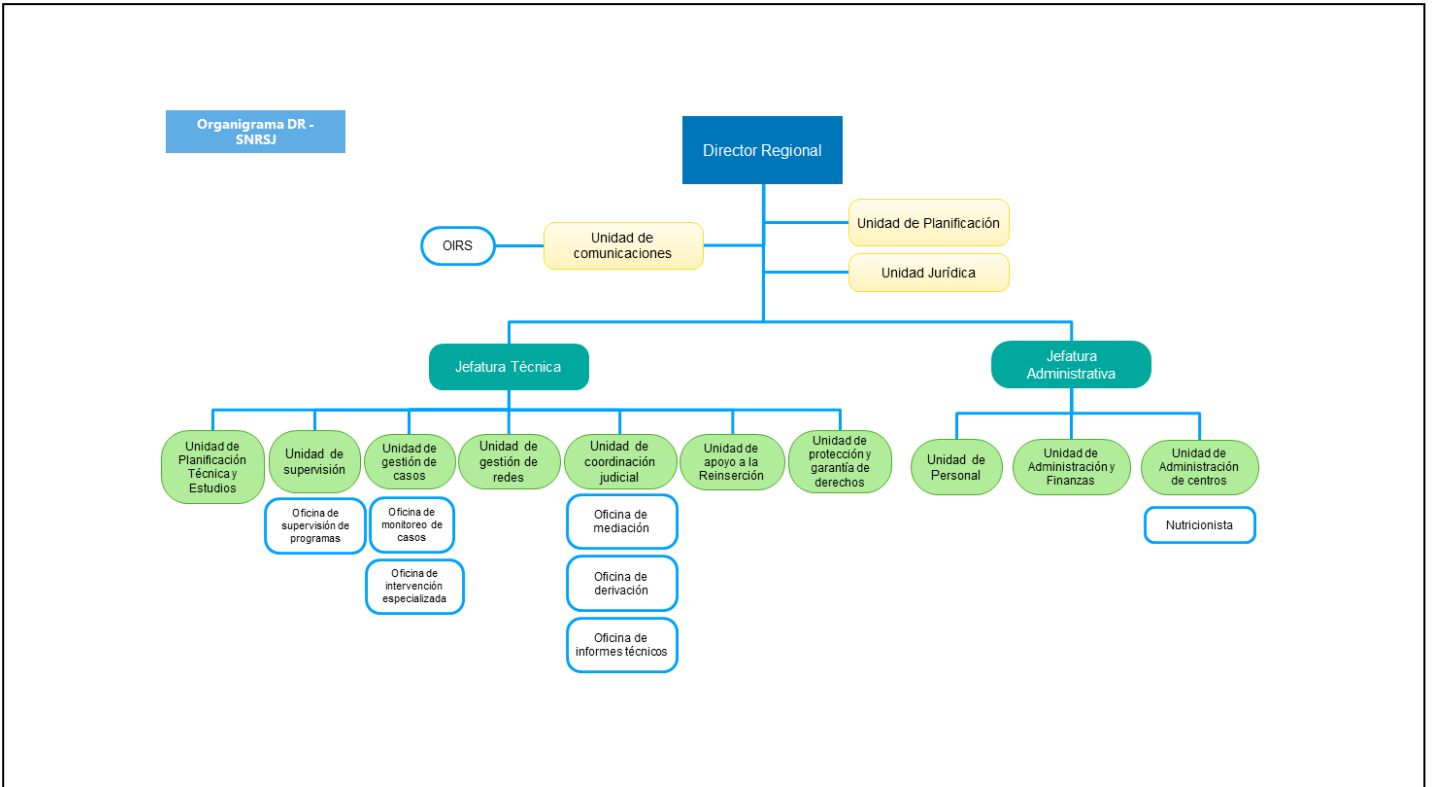 Organigrama DR -
SNRSJ
Director Regional
Unidad de Planificación
OIRS
Unidad de
comunicaciones
Unidad Jurídica
Jefatura Técnica
Jefatura
Administrativa
Unidad de
Planificación
Técnica y
Estudios
Unidad de
supervisión
Unidad de
gestión de
casos
Unidad de
gestión de
redes
Unidad de
coordinación
judicial
Unidad de
apoyo a la
Reinserción
Unidad de
protección y
garantía de
derechos
Unidad de
Personal
Unidad de
Administración y
Finanzas
Unidad de
Administración
de centros
Oficina de
supervisión de
programas
Oficina de
monitoreo de
casos
Oficina de
mediación
Nutricionista
Oficina de
intervención
especializada
Oficina de
derivación
Oficina de
informes técnicos